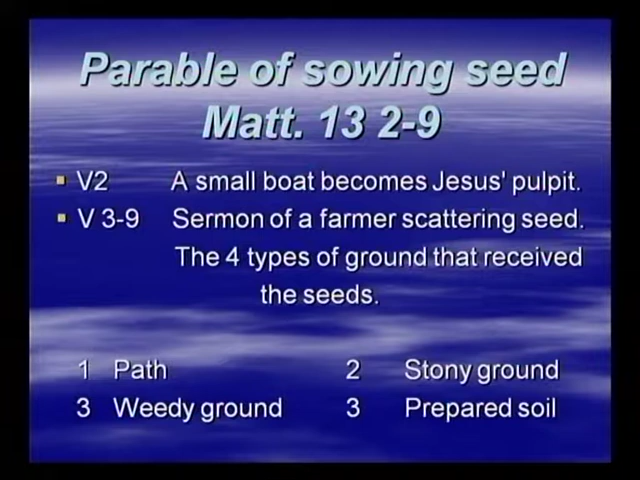 Parable of sowing seed
Matt. 13 2-9
V2 A small boat becomes Jesus' pulpit.
V 3-9 Sermon of a farmer scattering seed.
The 4 types of ground that received
the seeds.
1 Path 2 Stony ground
3 Weedy ground 3 Prepared soil